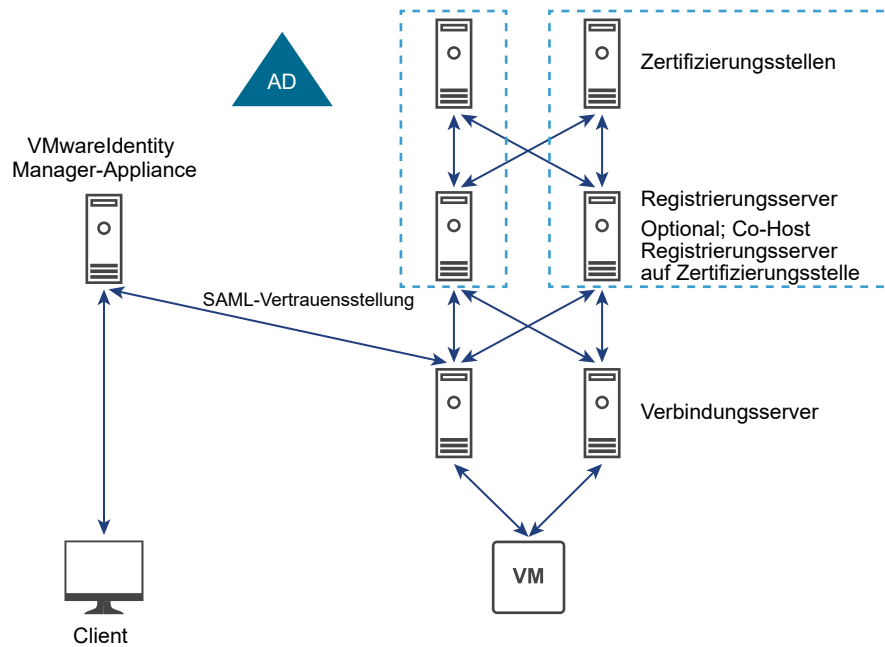 AD
Zertifizierungsstellen
VMwareIdentity
Manager-Appliance
Registrierungsserver
Optional; Co-Host
Registrierungsserver
auf Zertifizierungsstelle
SAML-Vertrauensstellung
Verbindungsserver
VM
Client